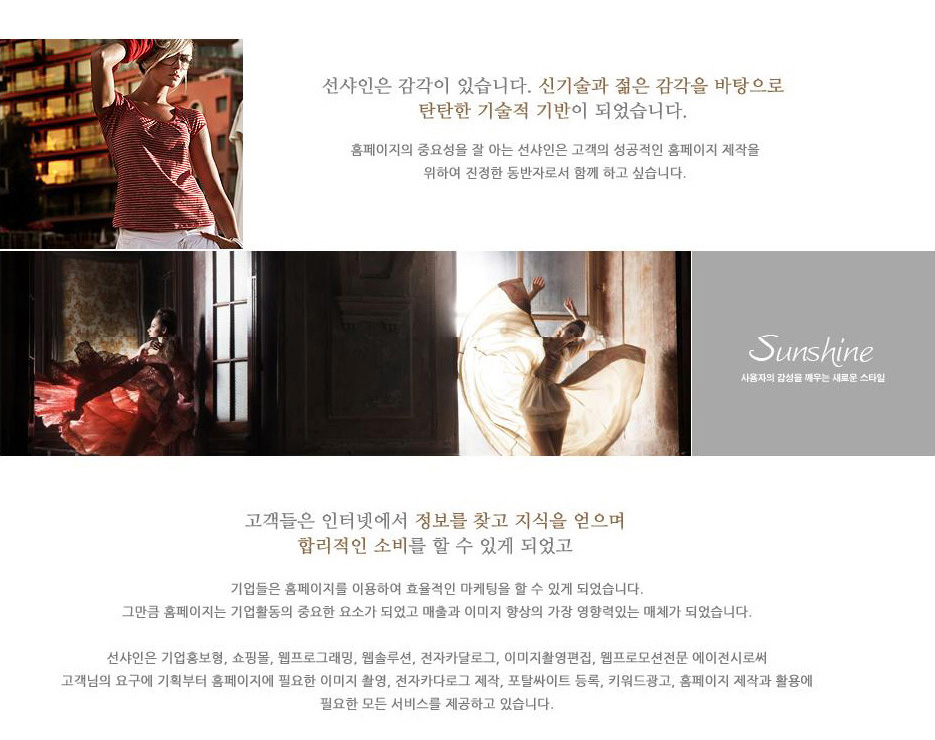 선샤인은 감각이 있습니다. 신기술과 젊은 감각을 바탕으로
탄탄한 기술적 기반이 되었습니다.
홈페이지의 중요성을 잘 아는 선샤인은 고객의 성공적인 홈페이지 제작을
위하여 진정한 동반자로서 함께 하고 싶습니다.
Sunshine
사용자의 감성을 깨우는 새로운 스타일
고객들은 인터넷에서 정보를 찾고 지식을 얻으며
합리적인 소비를 할 수 있게 되었고
기업들은 홈페이지를 이용하여 효율적인 마케팅을 할 수 있게 되었습니다.
그만큼 홈페이지는 기업활동의 중요한 요소가 되었고 매출과 이미지 향상의 가장 영향력있는 매체가 되었습니다.
선샤인은 기업홍보형, 쇼핑몰, 웹프로그래밍, 웹솔루션, 전자카달로그, 이미지촬영편집, 웹프로모션전문 에이전시로써
고객님의 요구에 기획부터 홈페이지에 필요한 이미지 촬영, 전자카다로그 제작, 포탈싸이트 등록, 키워드광고, 홈페이지 제작과 활용에
필요한 모든 서비스를 제공하고 있습니다.